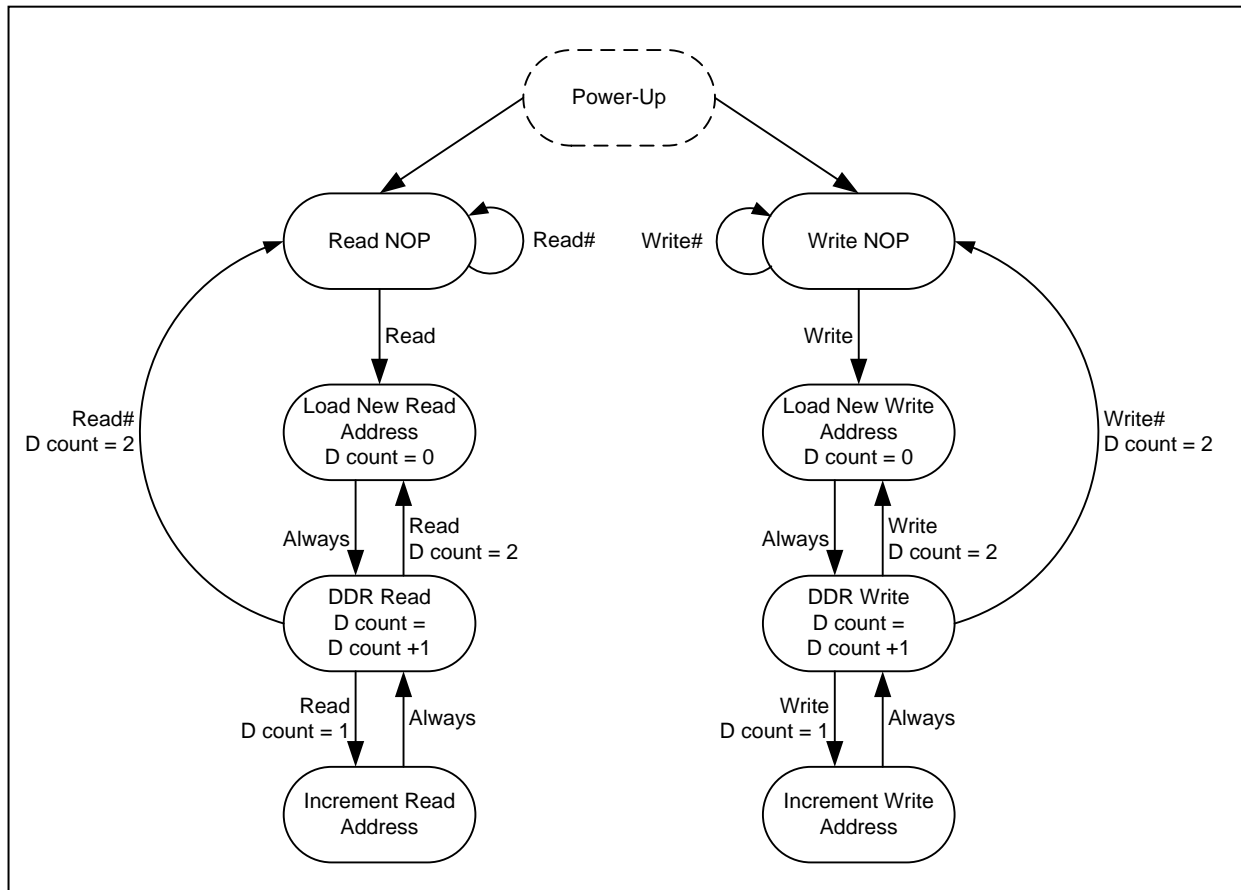 Power-Up
Read NOP
Read#
Write#
Write NOP
Read
Write
Load New Read
Address
D count = 0
Load New Write
Address
D count = 0
Read#
D count = 2
Write#
D count = 2
Always
Read
D count = 2
Always
Write
D count = 2
DDR Read
D count =
D count +1
DDR Write
D count =
D count +1
Read
D count = 1
Always
Write
D count = 1
Always
Increment Read
Address
Increment Write
Address